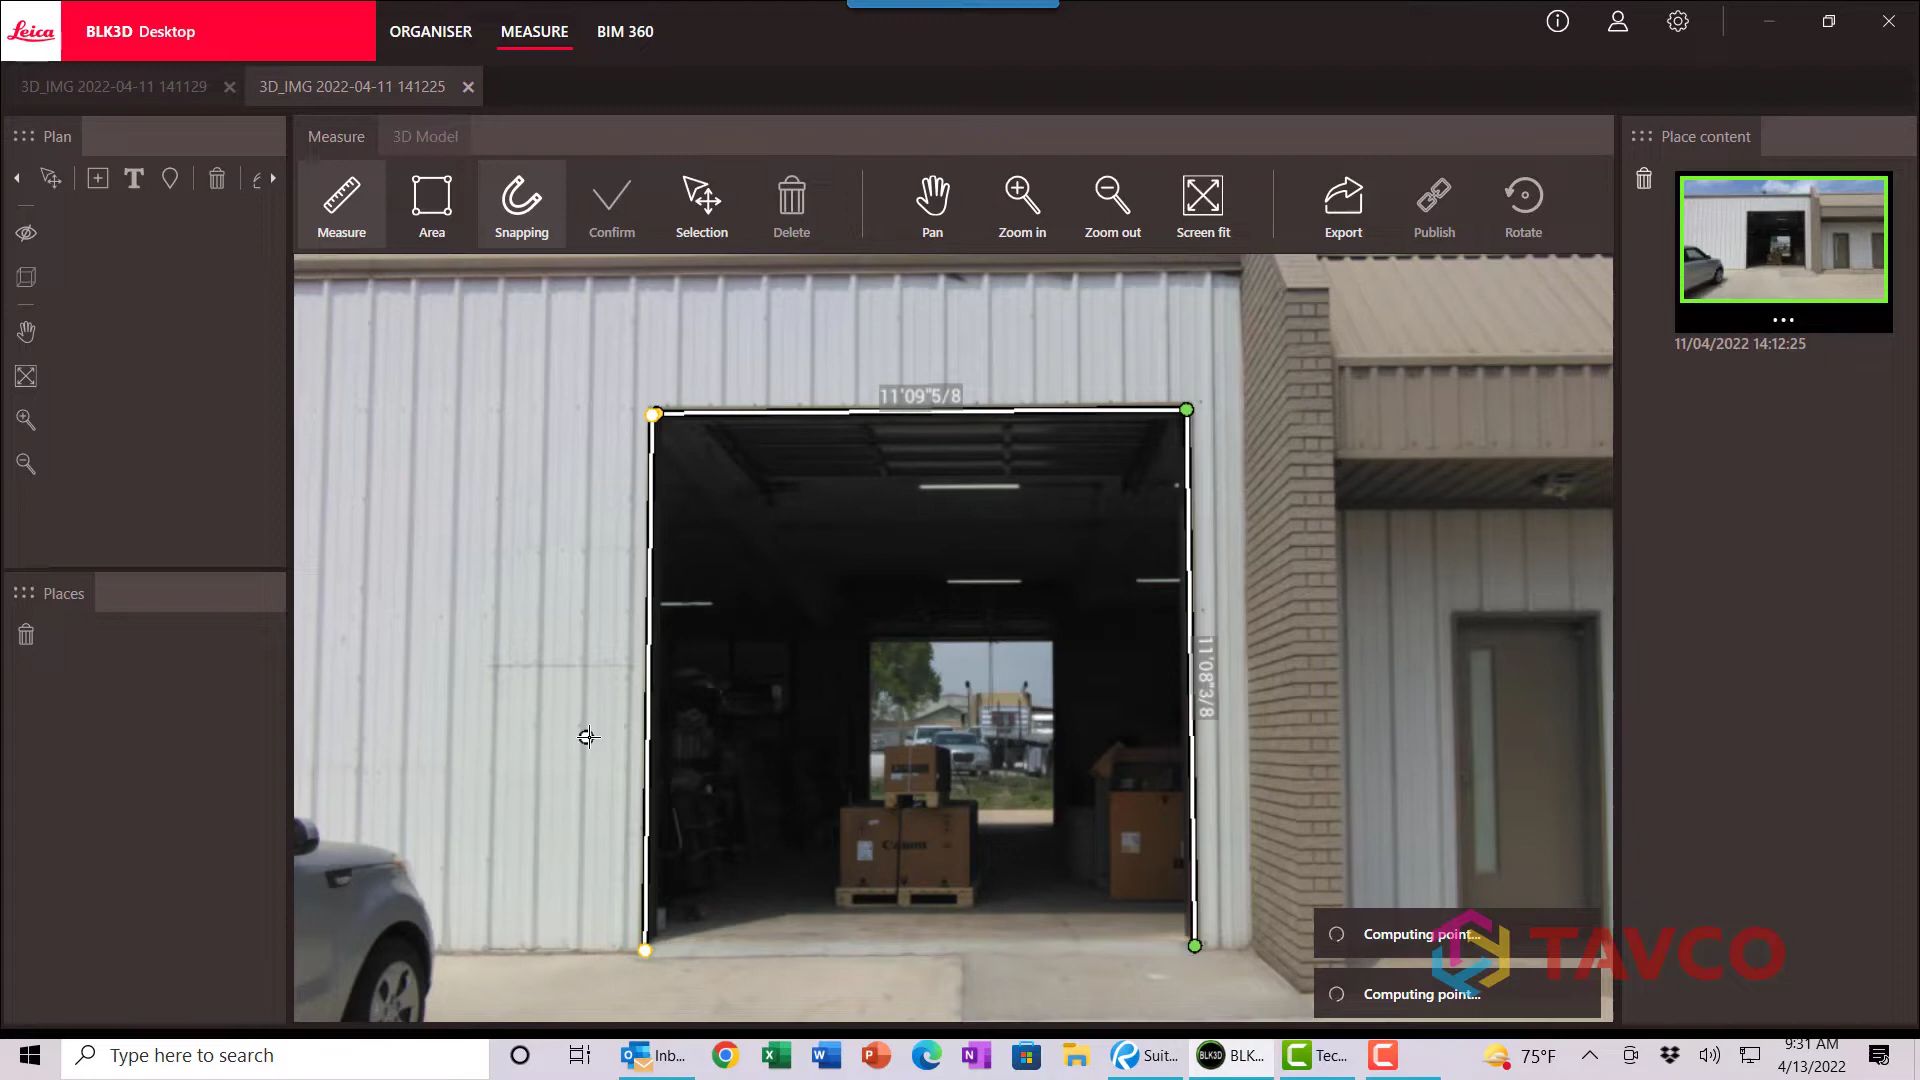 Leica
BLK3D Desktop
ORGANISER
MEASURE
BIM 360
3D_IMG 2022-04-11 141129
3D_IMG 2022-04-11 141225
Plan
Measure
3D Model
Place content
Measure
Area
Snapping
Confirm
Selection
Delete
Pan
Zoom in
Zoom out
Screen fit
Export
Publish
Rotate
11/04/2022 14:12:25
11'09"5/8
11'08"3/8
Places
Canon
Computing point...
Computing point...
TAVCO
Type here to search
Inb...
Suit...
BLK3D
BLK...
Tec...
75°F
9:31 AM
4/13/2022